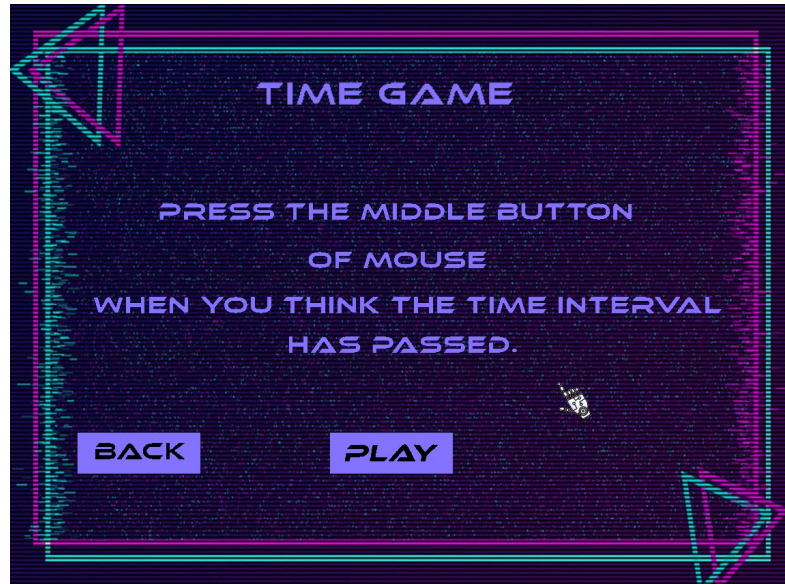 TIME GAME
PRESS THE MIDDLE BUTTON
OF MOUSE
WHEN YOU THINK THE TIME INTERVAL
HAS PASSED.
BACK
PLAY